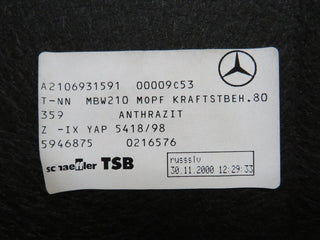 A2106931591 00009C53
T-NN MBW210 MOPF KRAFTSTBEH.80
359 ANTHRAZIT
Z -IX YAP 5418/98
5946875 0216576
schaeffler TSB
russslv
30.11.2000 12:29:33